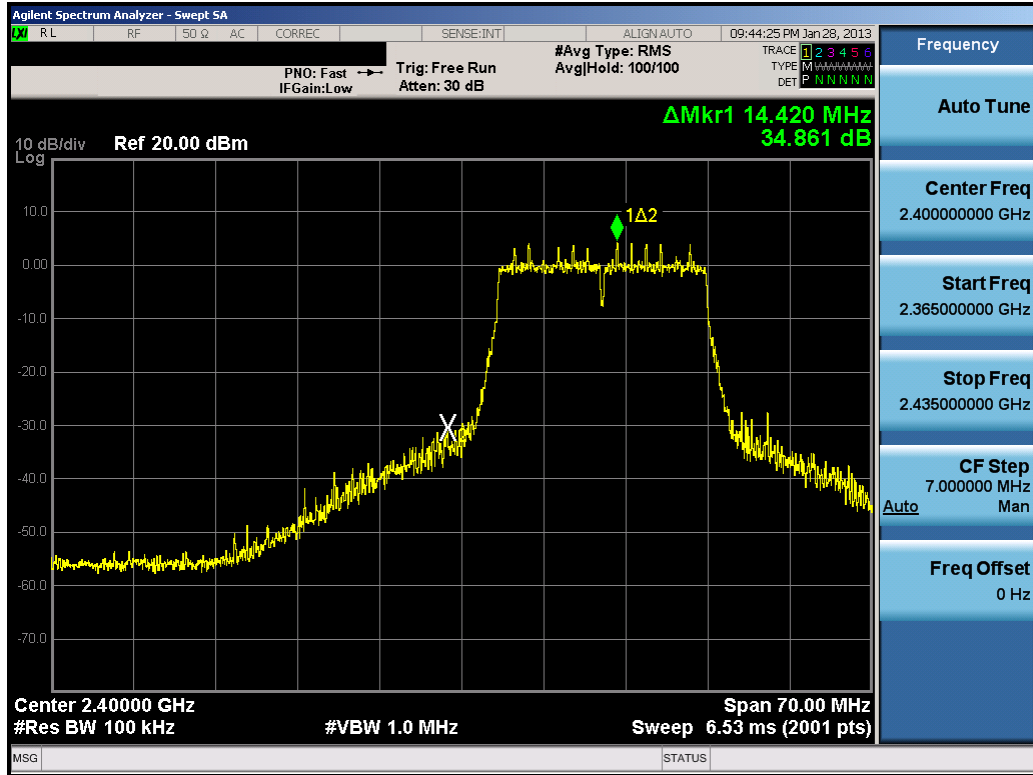 Agilent Spectrum Analyzer - Swept SA
LXI RL RF 50 Ω AC CORREC SENSE:INT ALIGN AUTO 09:44:25 PM Jan 28, 2013
PNO: Fast
IFGain:Low
Trig: Free Run
Atten: 30 dB
#Avg Type: RMS
Avg|Hold: 100/100
TRACE 1 2 3 4 5 6
TYPE M
DET P N N N N N
ΔMkr1 14.420 MHz
34.861 dB
10 dB/div Ref 20.00 dBm
Log
1Δ2
10.0
0.00
-10.0
-20.0
-30.0
-40.0
-50.0
-60.0
-70.0
X
Center 2.40000 GHz Span 70.00 MHz
#Res BW 100 kHz #VBW 1.0 MHz Sweep 6.53 ms (2001 pts)
MSG STATUS
Frequency
Auto Tune
Center Freq
2.400000000 GHz
Start Freq
2.365000000 GHz
Stop Freq
2.435000000 GHz
CF Step
7.000000 MHz
Auto Man
Freq Offset
0 Hz